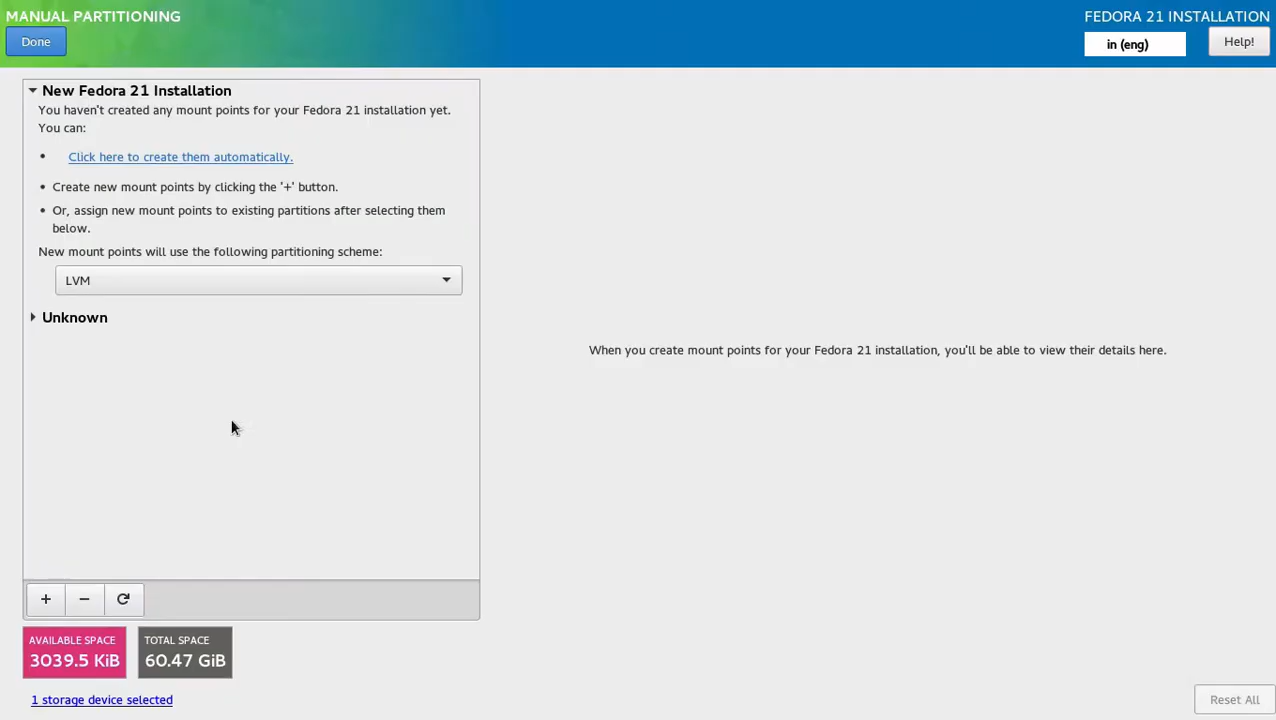 MANUAL PARTITIONING
FEDORA 21 INSTALLATION
Done
in (eng)
Help!
New Fedora 21 Installation
You haven't created any mount points for your Fedora 21 installation yet.
You can:
• Click here to create them automatically.
• Create new mount points by clicking the '+' button.
• Or, assign new mount points to existing partitions after selecting them
below.
New mount points will use the following partitioning scheme:
LVM
Unknown
When you create mount points for your Fedora 21 installation, you'll be able to view their details here.
+ −
AVAILABLE SPACE
3039.5 KiB
TOTAL SPACE
60.47 GiB
1 storage device selected
Reset All